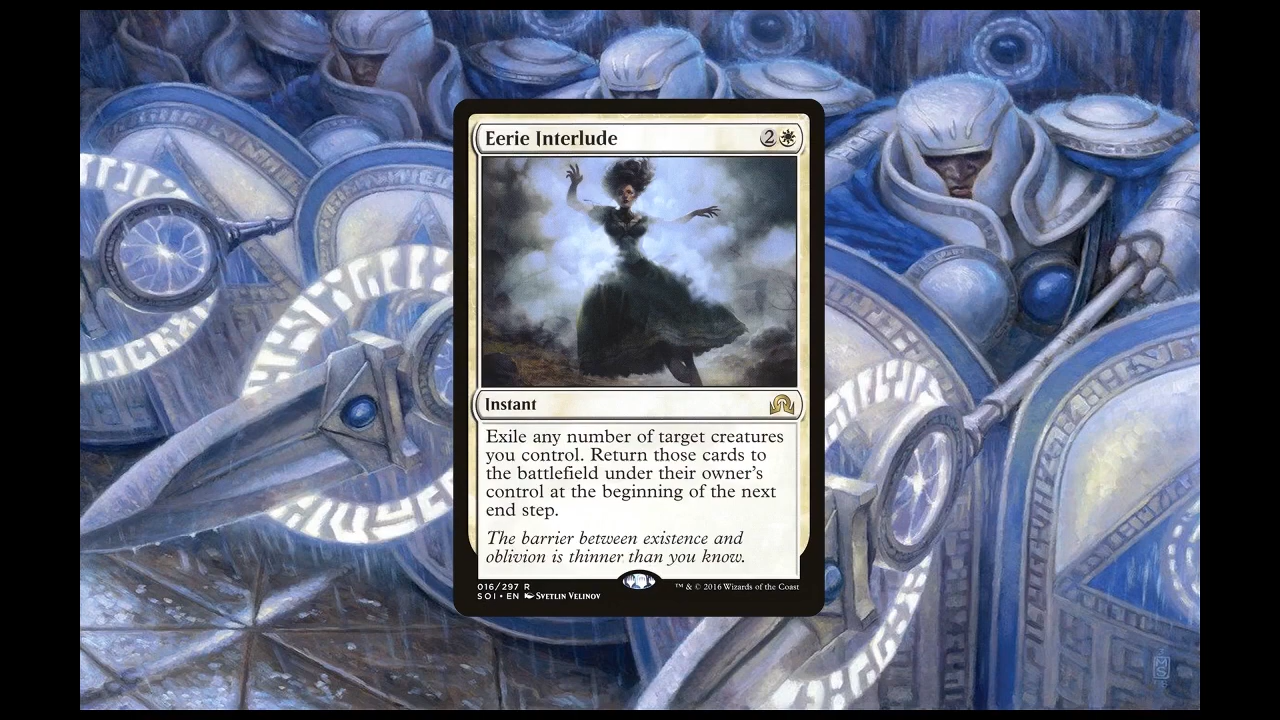 Eerie Interlude 2
Instant
Exile any number of target creatures
you control. Return those cards to
the battlefield under their owner's
control at the beginning of the next
end step.
The barrier between existence and
oblivion is thinner than you know.
016/297 R
SOI • EN Svetlin Velinov
™ & © 2016 Wizards of the Coast
MS